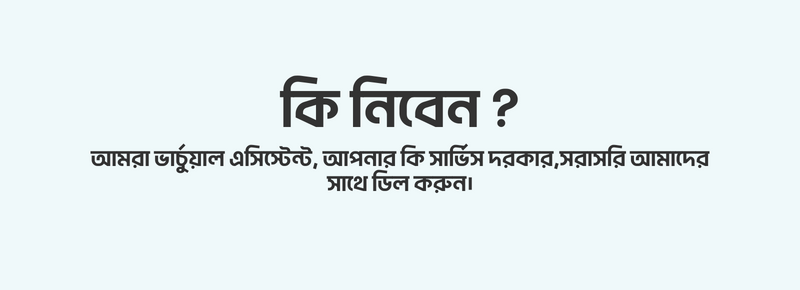 কি নিবেন ?
আমরা ভার্চুয়াল এসিস্টেন্ট, আপনার কি সার্ভিস দরকার,সরাসরি আমাদের
সাথে ডিল করুন।